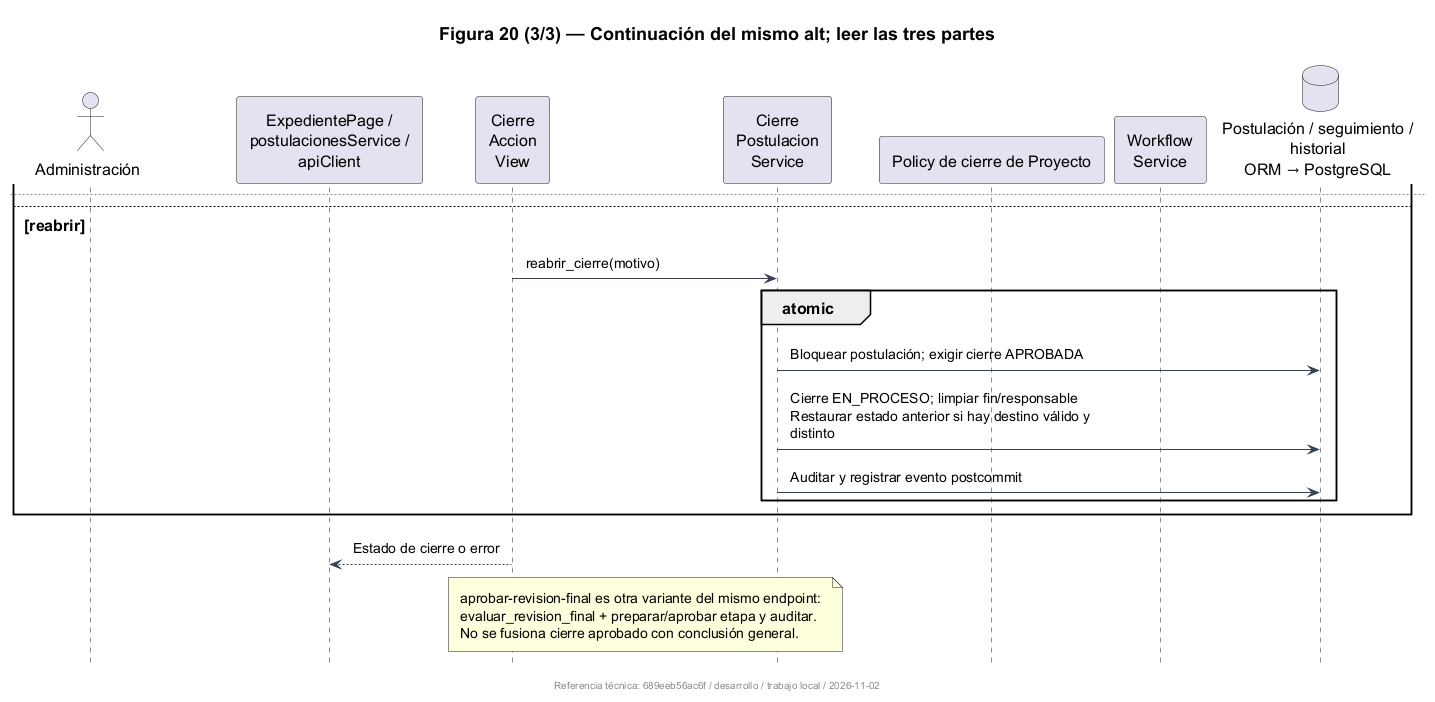 Figura 20 (3/3) — Continuación del mismo alt; leer las tres partes
Administración
ExpedientePage /
postulacionesService /
apiClient
Cierre
Accion
View
Cierre
Postulacion
Service
Policy de cierre de Proyecto
Workflow
Service
Postulación / seguimiento /
historial
ORM → PostgreSQL
[reabrir]
reabrir_cierre(motivo)
atomic
Bloquear postulación; exigir cierre APROBADA
Cierre EN_PROCESO; limpiar fin/responsable
Restaurar estado anterior si hay destino válido y
distinto
Auditar y registrar evento postcommit
Estado de cierre o error
aprobar-revision-final es otra variante del mismo endpoint:
evaluar_revision_final + preparar/aprobar etapa y auditar.
No se fusiona cierre aprobado con conclusión general.
Referencia técnica: 689eeb56ac6f / desarrollo / trabajo local / 2026-11-02